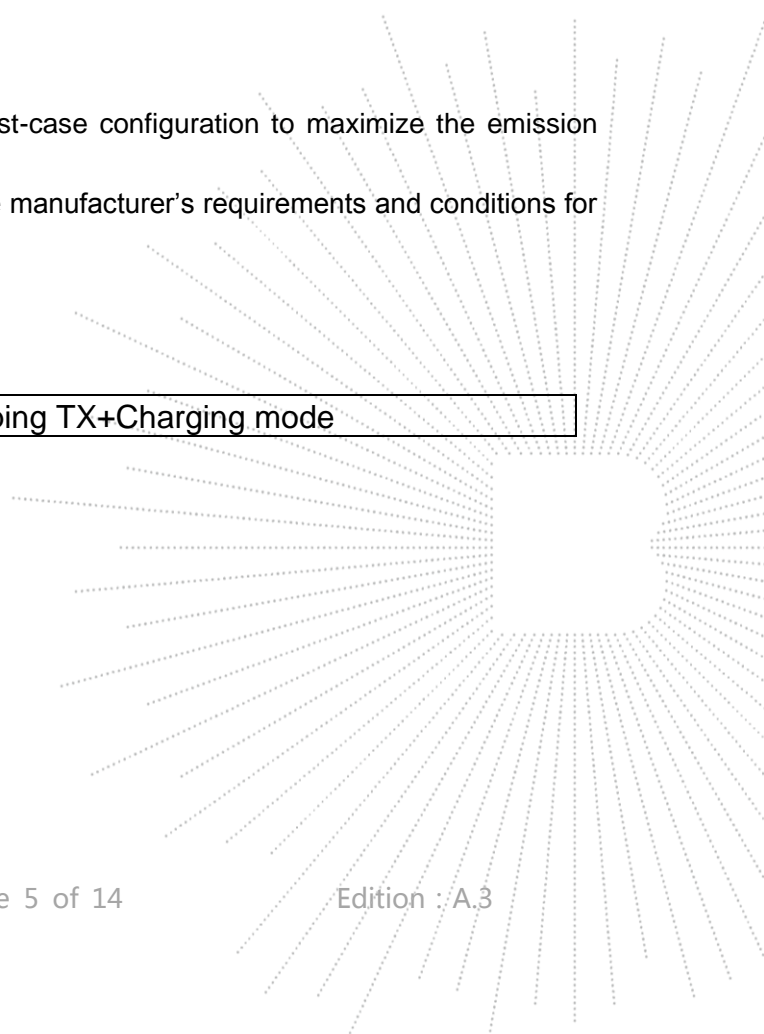 st-case configuration to maximize the emission
manufacturer's requirements and conditions for
ing TX+Charging mode
5 of 14 Edition : A.3